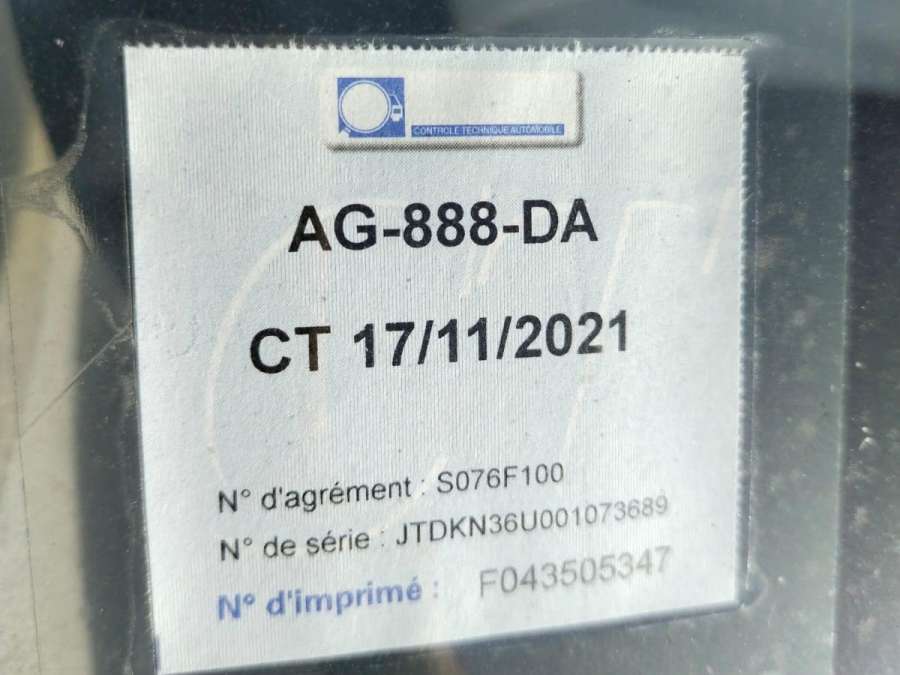 CONTROLE TECHNIQUE AUTOMOBILE
AG-888-DA
CT 17/11/2021
N° d'agrément : S076F100
N° de série : JTDKN36U001073689
N° d'imprimé : F043505347